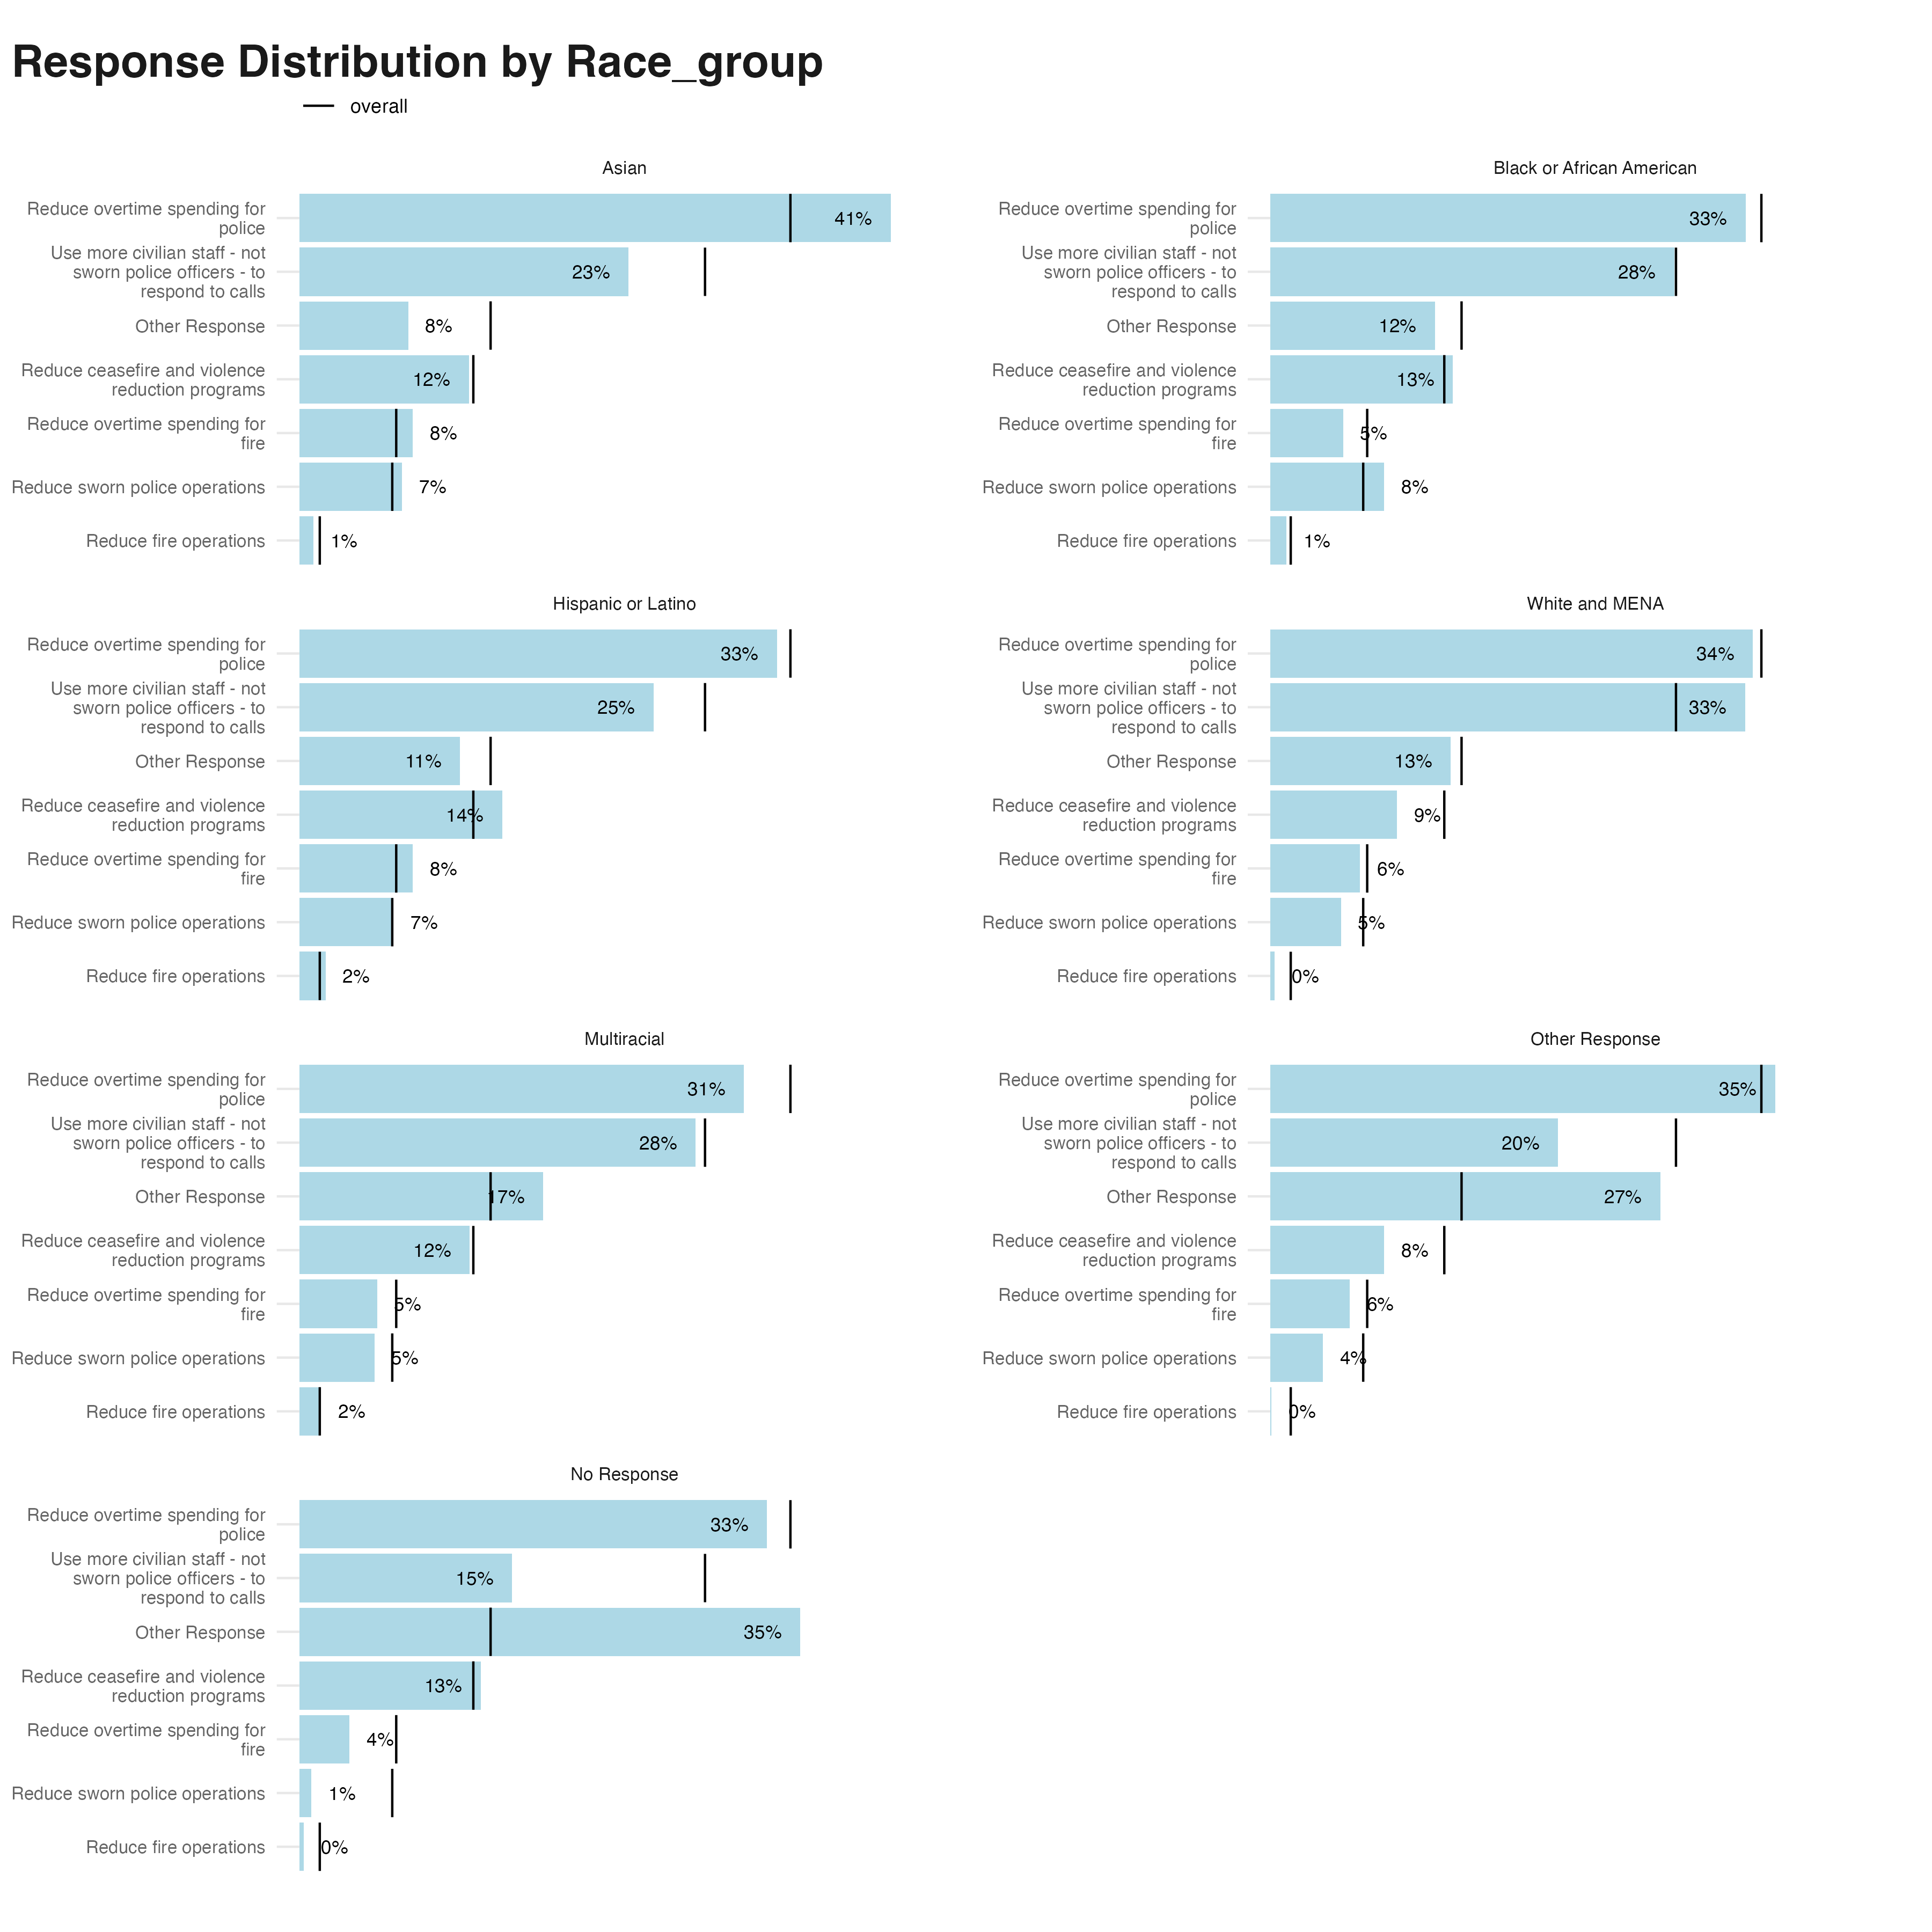 Response Distribution by Race_group
overall
Asian
Reduce overtime spending for
police
41%
Use more civilian staff - not
sworn police officers - to
respond to calls
23%
Other Response
8%
Reduce ceasefire and violence
reduction programs
12%
Reduce overtime spending for
fire
8%
Reduce sworn police operations
7%
Reduce fire operations
1%
Black or African American
Reduce overtime spending for
police
33%
Use more civilian staff - not
sworn police officers - to
respond to calls
28%
Other Response
12%
Reduce ceasefire and violence
reduction programs
13%
Reduce overtime spending for
fire
5%
Reduce sworn police operations
8%
Reduce fire operations
1%
Hispanic or Latino
Reduce overtime spending for
police
33%
Use more civilian staff - not
sworn police officers - to
respond to calls
25%
Other Response
11%
Reduce ceasefire and violence
reduction programs
14%
Reduce overtime spending for
fire
8%
Reduce sworn police operations
7%
Reduce fire operations
2%
White and MENA
Reduce overtime spending for
police
34%
Use more civilian staff - not
sworn police officers - to
respond to calls
33%
Other Response
13%
Reduce ceasefire and violence
reduction programs
9%
Reduce overtime spending for
fire
6%
Reduce sworn police operations
5%
Reduce fire operations
0%
Multiracial
Reduce overtime spending for
police
31%
Use more civilian staff - not
sworn police officers - to
respond to calls
28%
Other Response
17%
Reduce ceasefire and violence
reduction programs
12%
Reduce overtime spending for
fire
5%
Reduce sworn police operations
5%
Reduce fire operations
2%
Other Response
Reduce overtime spending for
police
35%
Use more civilian staff - not
sworn police officers - to
respond to calls
20%
Other Response
27%
Reduce ceasefire and violence
reduction programs
8%
Reduce overtime spending for
fire
6%
Reduce sworn police operations
4%
Reduce fire operations
0%
No Response
Reduce overtime spending for
police
33%
Use more civilian staff - not
sworn police officers - to
respond to calls
15%
Other Response
35%
Reduce ceasefire and violence
reduction programs
13%
Reduce overtime spending for
fire
4%
Reduce sworn police operations
1%
Reduce fire operations
0%